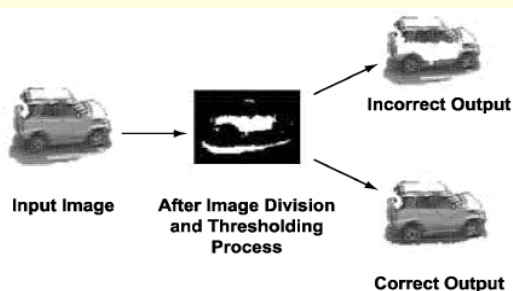 Incorrect Output
Input Image
After Image Division
and Thresholding
Process
Correct Output